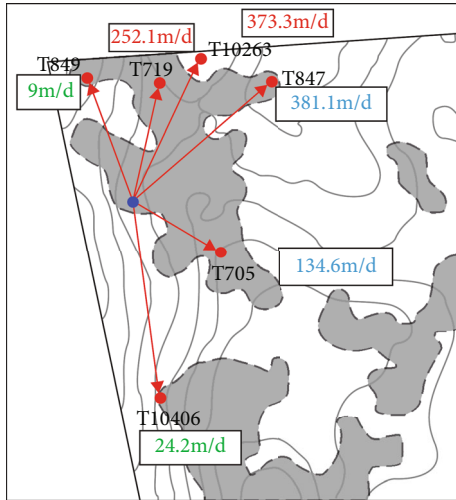 373.3m/d
252.1m/d
T10263
T849
T719
T847
9m/d
381.1m/d
134.6m/d
T705
T10406
24.2m/d